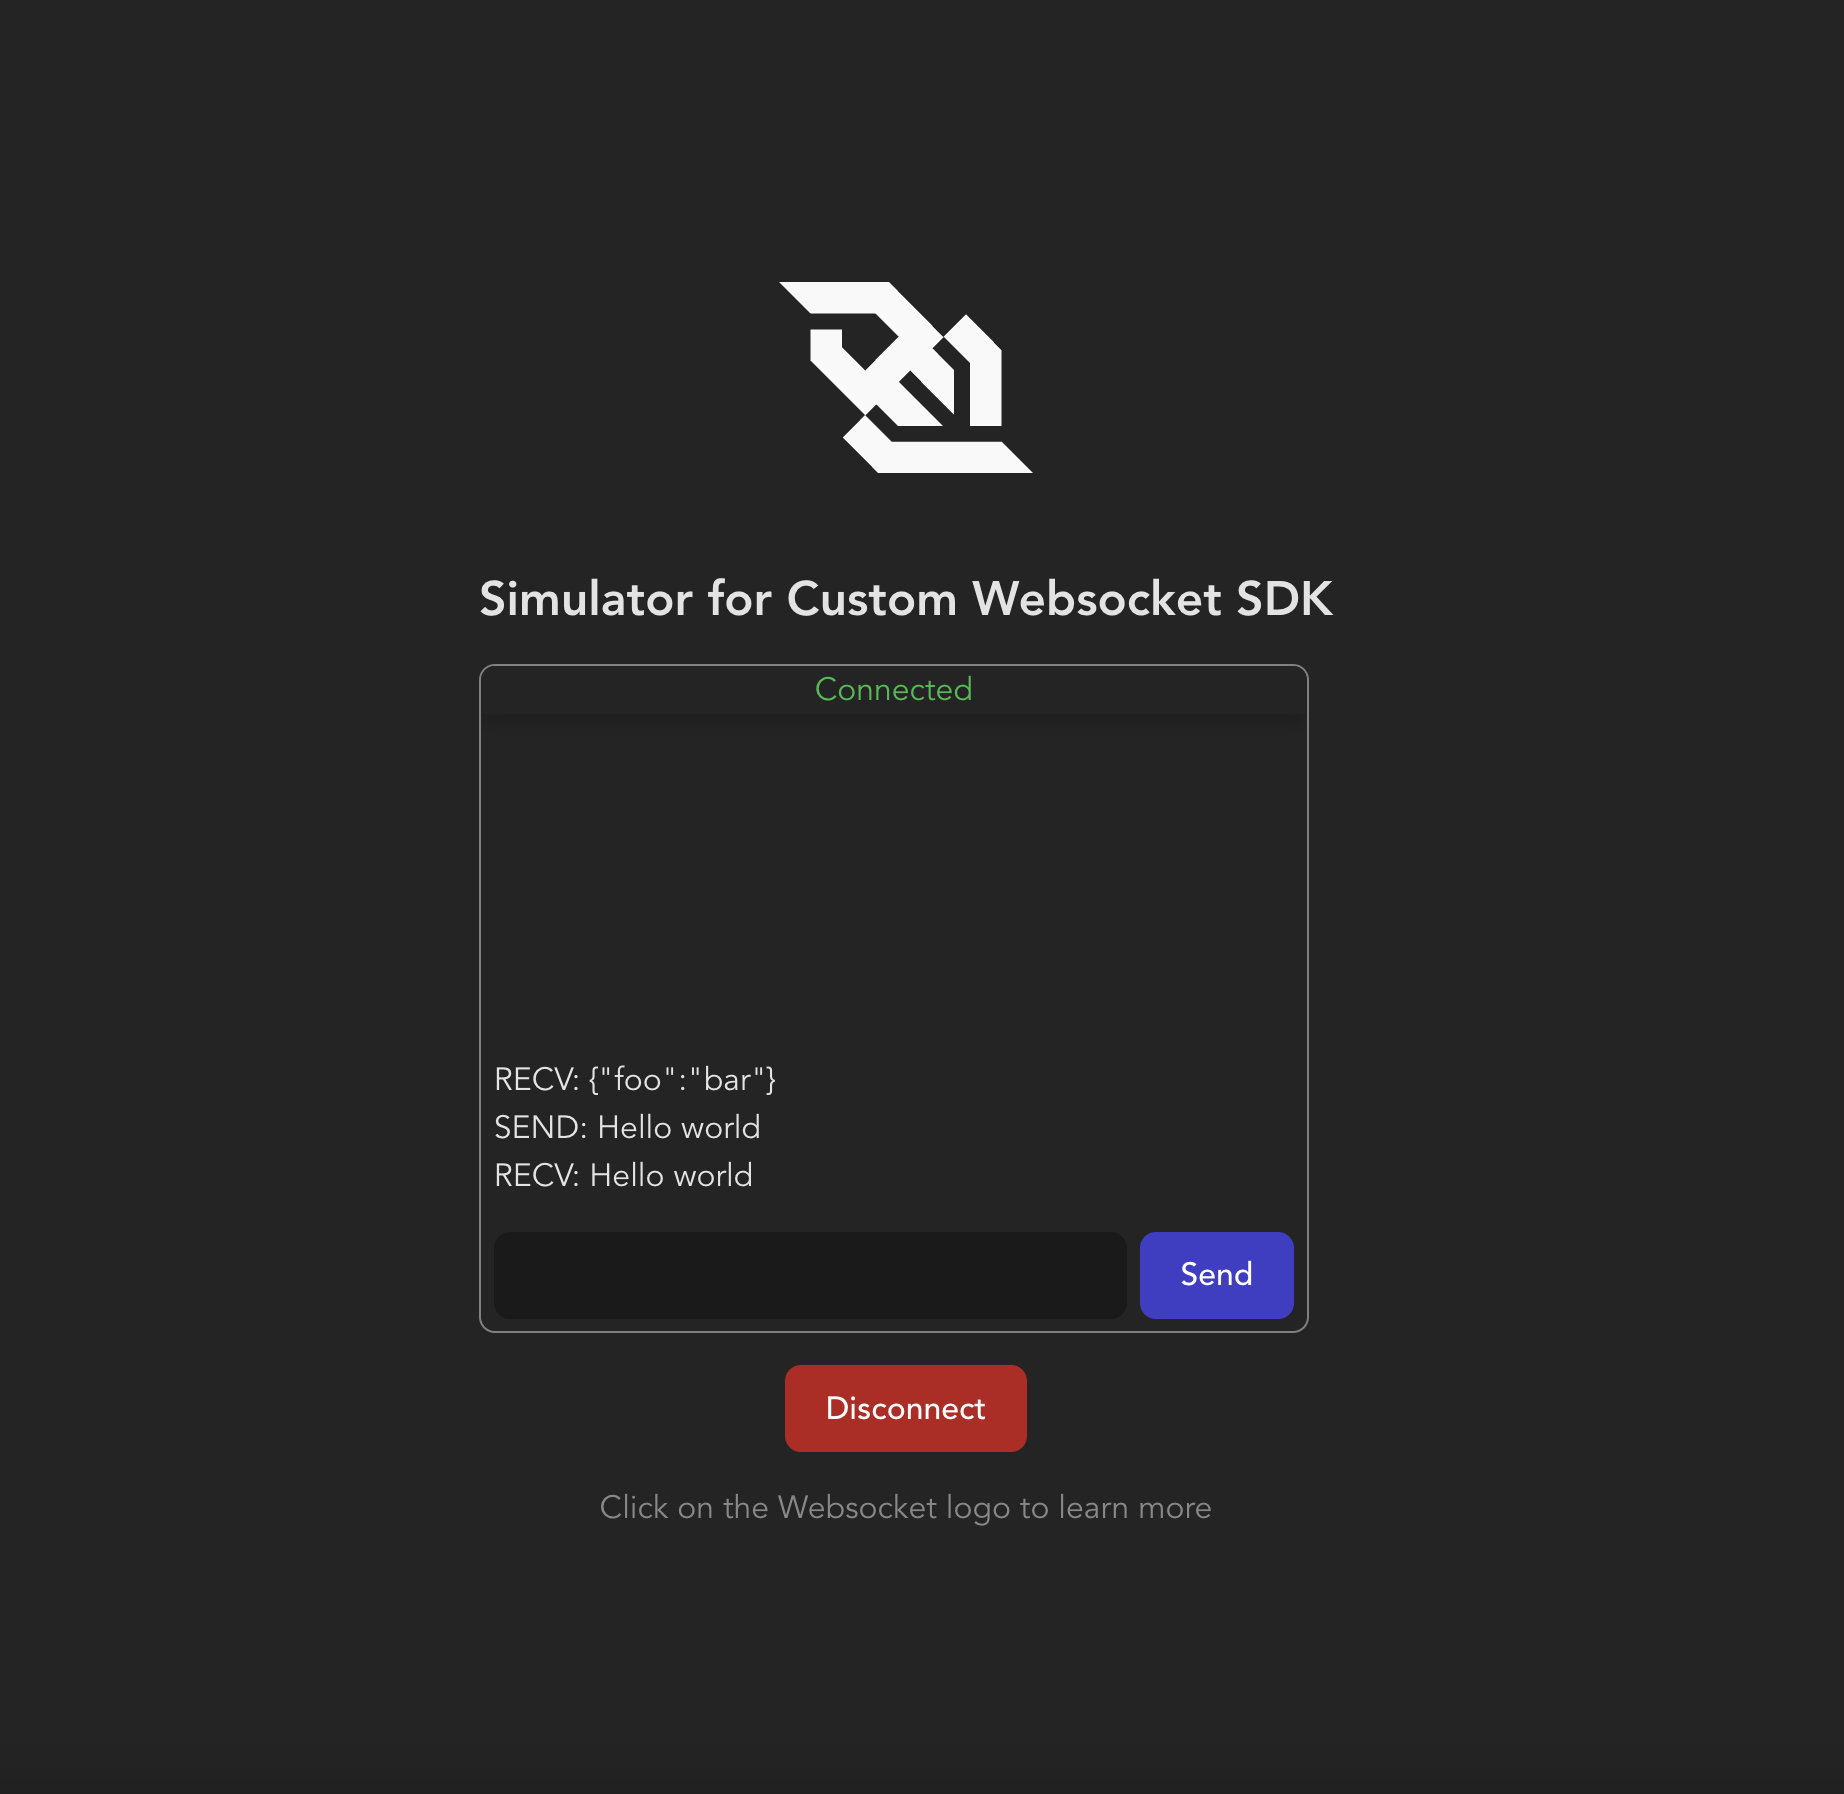 Simulator for Custom Websocket SDK
Connected
RECV: {"foo":"bar"}
SEND: Hello world
RECV: Hello world
Send
Disconnect
Click on the Websocket logo to learn more